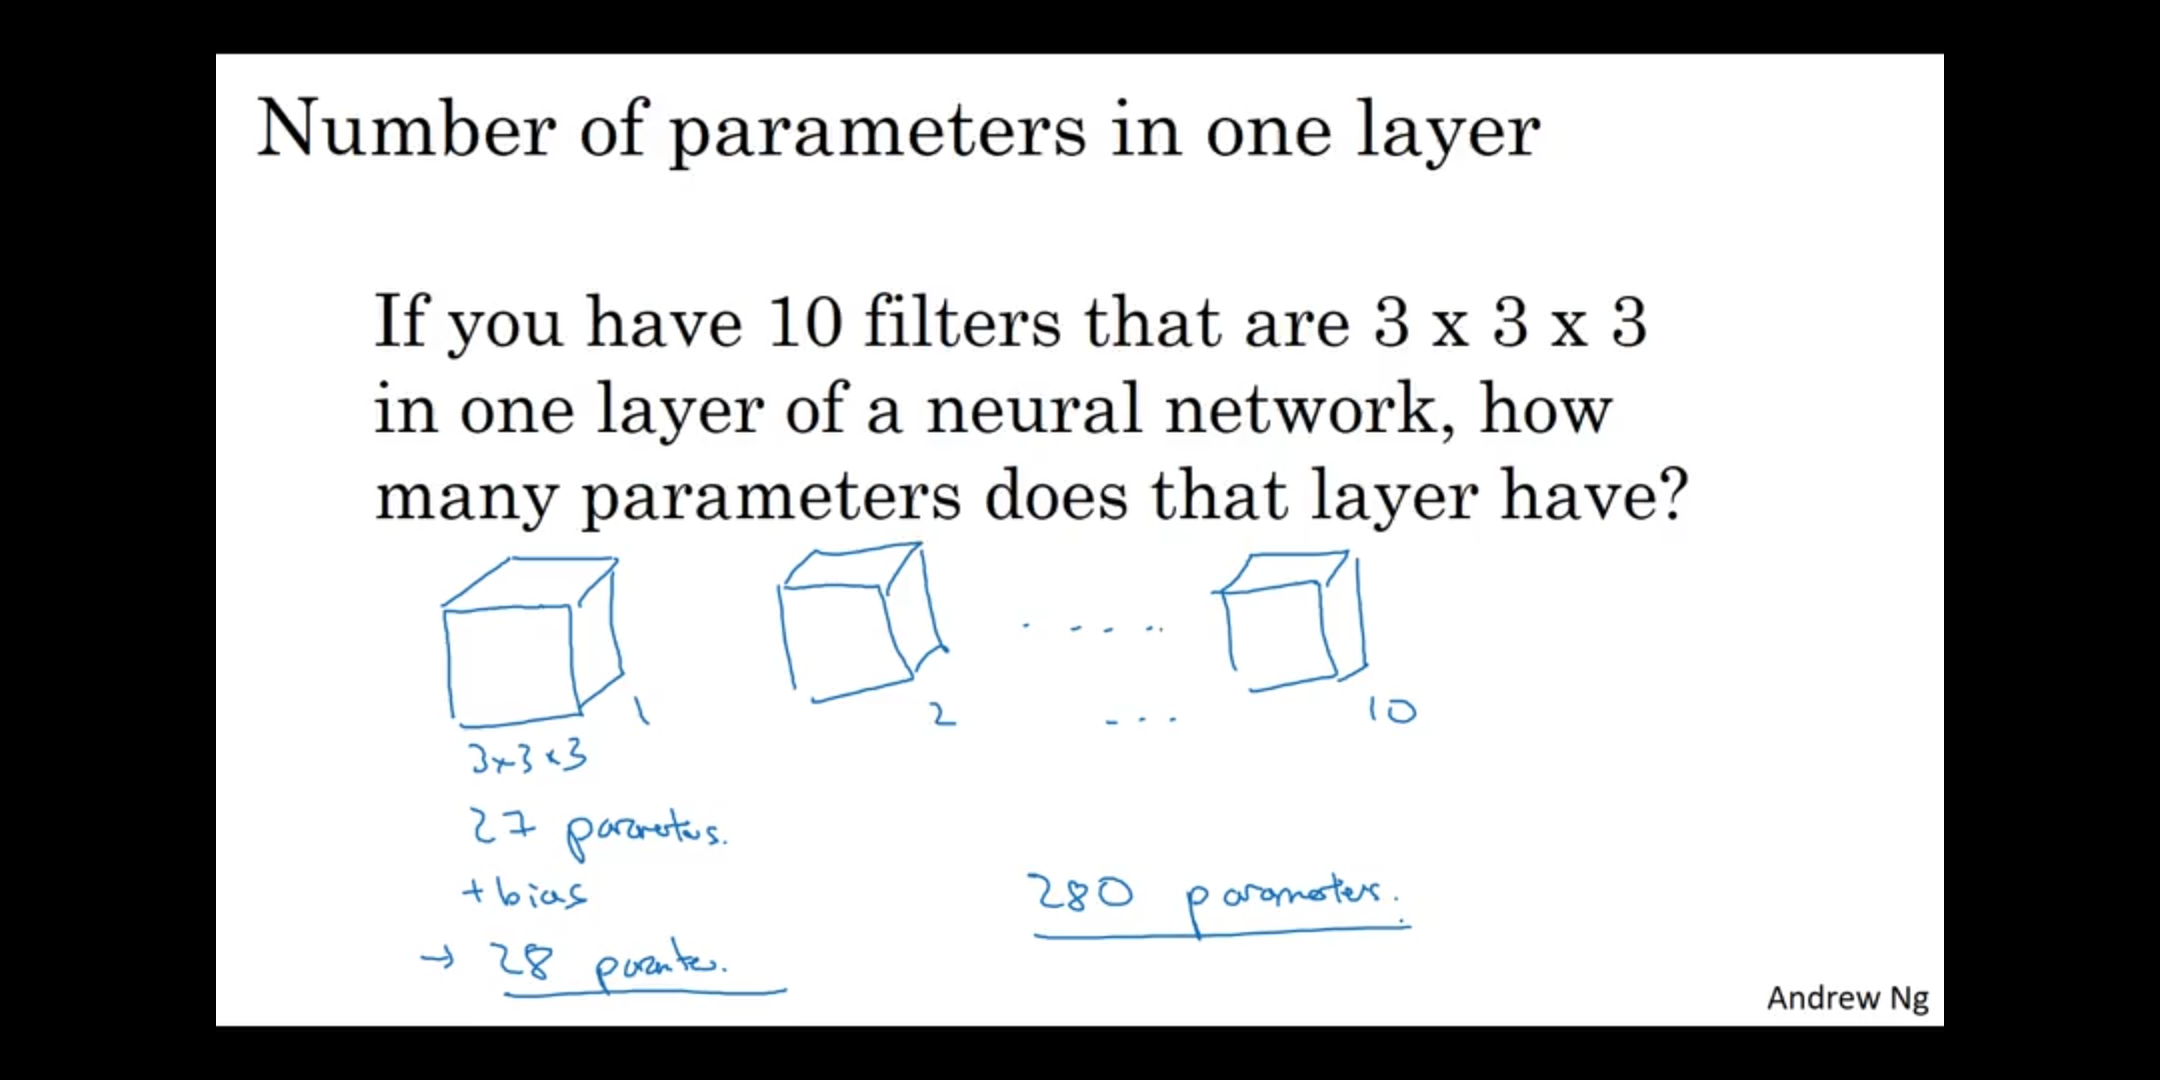 Number of parameters in one layer
If you have 10 filters that are 3 x 3 x 3
in one layer of a neural network, how
many parameters does that layer have?
1
2
. . . . .
- . .
10
3x3x3
27 parameters.
+ bias
280 parameters.
→ 28
Andrew Ng